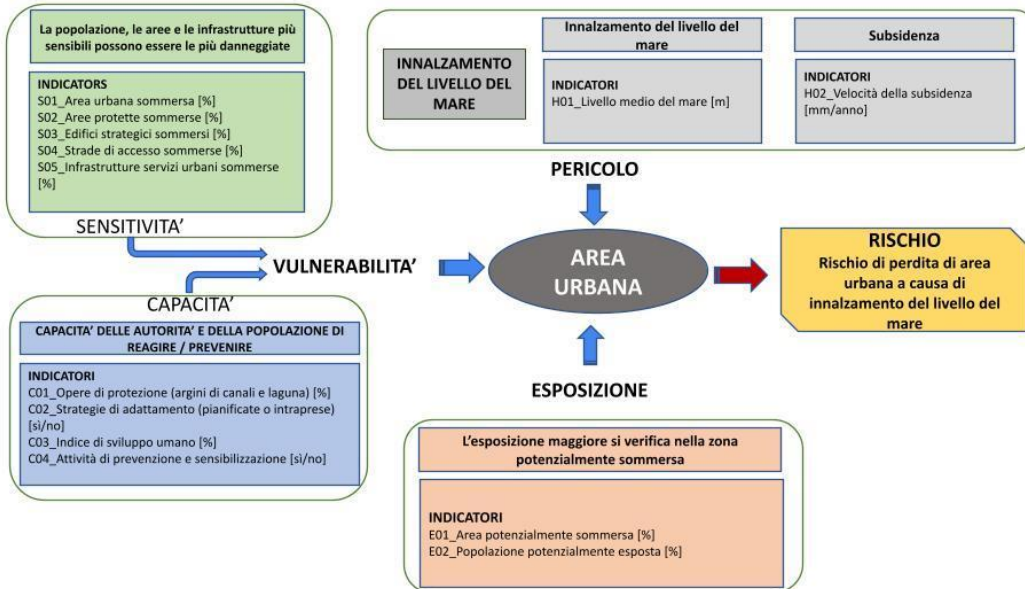 La popolazione, le aree e le infrastrutture più
sensibili possono essere le più danneggiate
INDICATORS
S01_Area urbana sommersa [%]
S02_Aree protette sommerse [%]
S03_Edifici strategici sommersi [%]
S04_Strade di accesso sommerse [%]
S05_Infrastrutture servizi urbani sommerse
[%]
SENSITIVITA'
INNALZAMENTO
DEL LIVELLO DEL
MARE
Innalzamento del livello del
mare
INDICATORI
H01_Livello medio del mare [m]
Subsidenza
INDICATORI
H02_Velocità della subsidenza
[mm/anno]
PERICOLO
VULNERABILITA'
AREA
URBANA
RISCHIO
Rischio di perdita di area
urbana a causa di
innalzamento del livello del
mare
CAPACITA'
CAPACITA' DELLE AUTORITA' E DELLA POPOLAZIONE DI
REAGIRE / PREVENIRE
INDICATORI
C01_Opere di protezione (argini di canali e laguna) [%]
C02_Strategie di adattamento (pianificate o intraprese)
[sì/no]
C03_Indice di sviluppo umano [%]
C04_Attività di prevenzione e sensibilizzazione [sì/no]
ESPOSIZIONE
L'esposizione maggiore si verifica nella zona
potenzialmente sommersa
INDICATORI
E01_Area potenzialmente sommersa [%]
E02_Popolazione potenzialmente esposta [%]